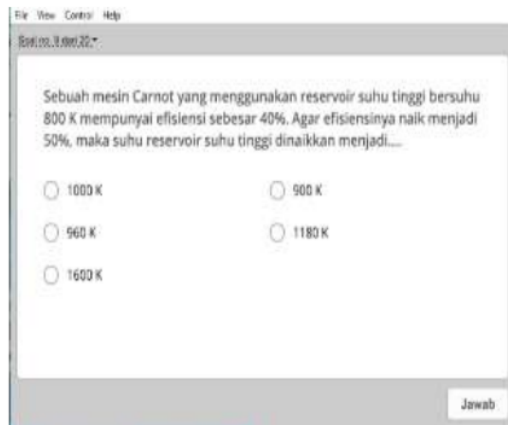 File View Control Help
Soal no. 9 dari 20
Sebuah mesin Carnot yang menggunakan reservoir suhu tinggi bersuhu
800 K mempunyai efisiensi sebesar 40%. Agar efisiensinya naik menjadi
50%, maka suhu reservoir suhu tinggi dinaikkan menjadi....
1000 K
900 K
960 K
1180 K
1600 K
Jawab